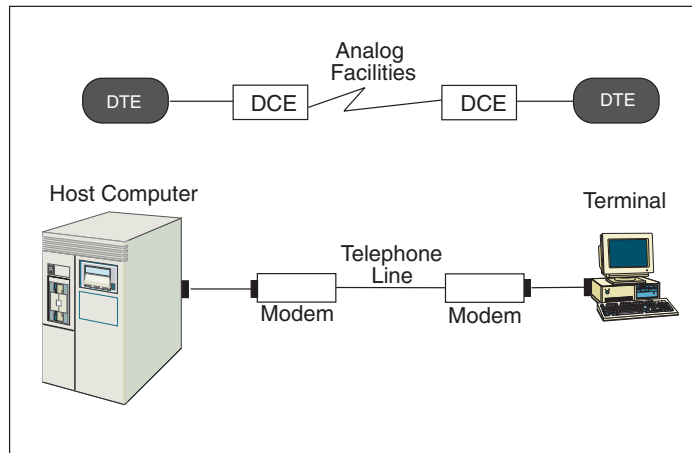 Analog
Facilities
DTE
DCE
DCE
DTE
Host Computer
Terminal
Telephone
Line
Modem
Modem